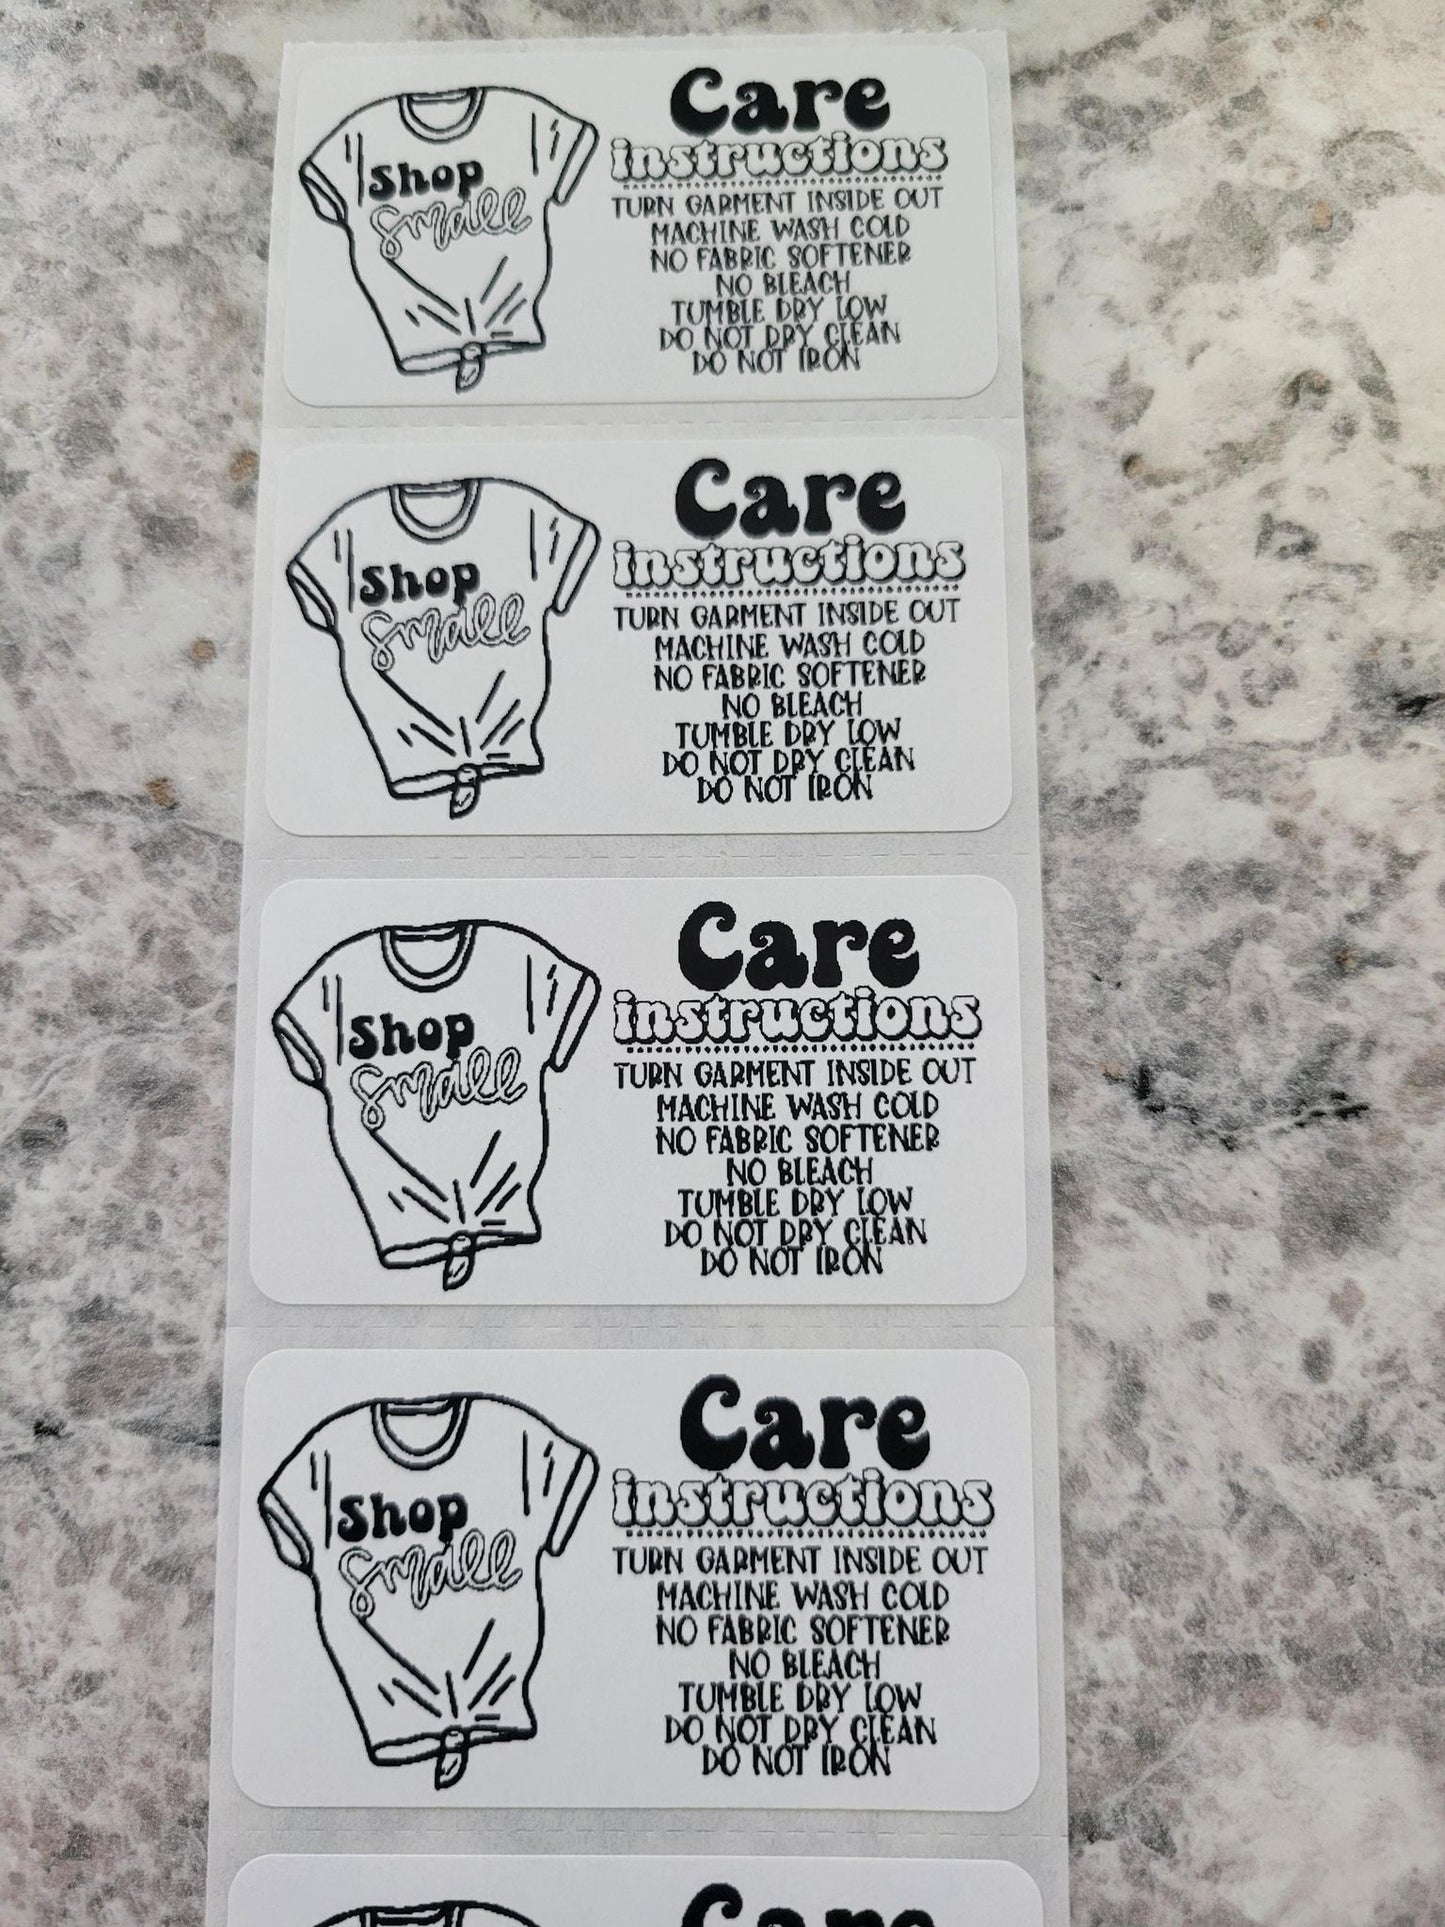 Shop
Small
Care
instructions
TURN GARMENT INSIDE OUT
MACHINE WASH COLD
NO FABRIC SOFTENER
NO BLEACH
TUMBLE DRY LOW
DO NOT DRY CLEAN
DO NOT IRON
Shop
Small
Care
instructions
TURN GARMENT INSIDE OUT
MACHINE WASH COLD
NO FABRIC SOFTENER
NO BLEACH
TUMBLE DRY LOW
DO NOT DRY CLEAN
DO NOT IRON
Shop
Small
Care
instructions
TURN GARMENT INSIDE OUT
MACHINE WASH COLD
NO FABRIC SOFTENER
NO BLEACH
TUMBLE DRY LOW
DO NOT DRY CLEAN
DO NOT IRON
Shop
Small
Care
instructions
TURN GARMENT INSIDE OUT
MACHINE WASH COLD
NO FABRIC SOFTENER
NO BLEACH
TUMBLE DRY LOW
DO NOT DRY CLEAN
DO NOT IRON
Care